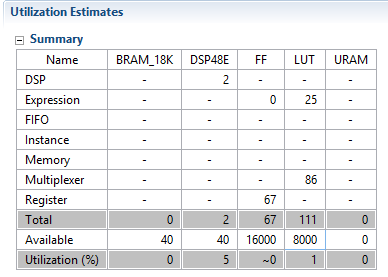 Utilization Estimates
Summary
Name BRAM_18K DSP48E FF LUT URAM
DSP - 2 - - -
Expression - - 0 25 -
FIFO - - - - -
Instance - - - - -
Memory - - - - -
Multiplexer - - - 86 -
Register - - 67 - -
Total 0 2 67 111 0
Available 40 40 16000 8000 0
Utilization (%) 0 5 ~0 1 0